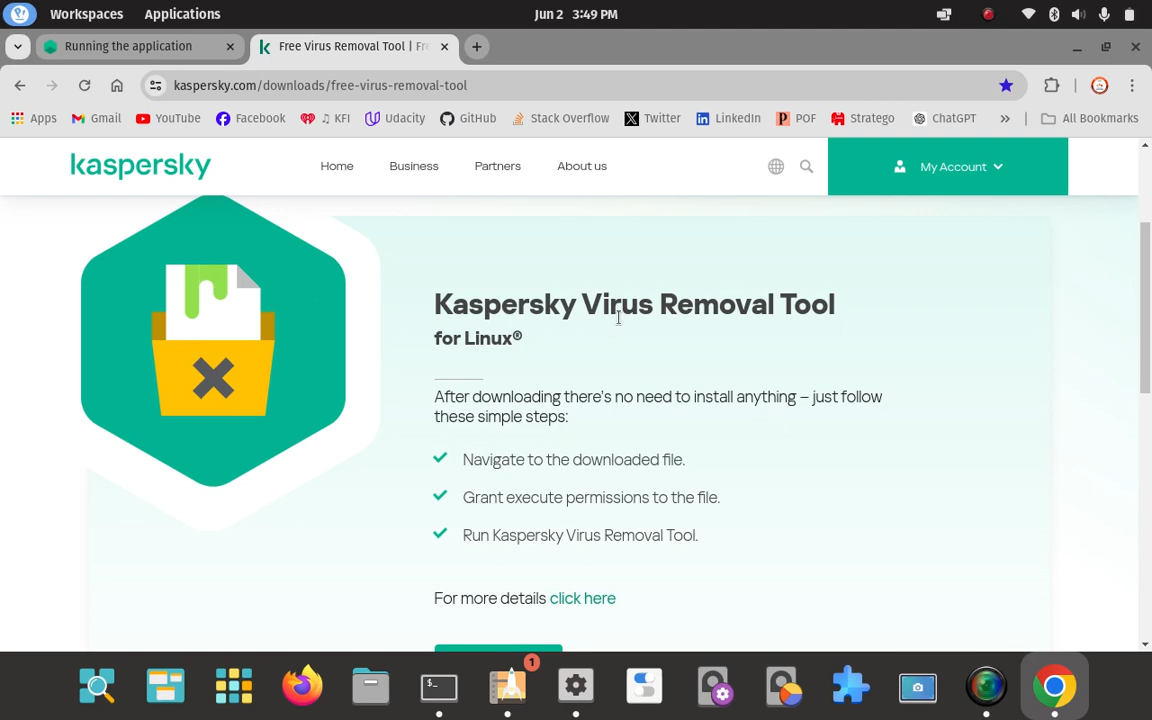 Workspaces Applications Jun 2 3:49 PM
Running the application Free Virus Removal Tool | Fre
kaspersky.com/downloads/free-virus-removal-tool
Apps Gmail YouTube Facebook ♫ KFI Udacity GitHub Stack Overflow Twitter LinkedIn POF Stratego ChatGPT » All Bookmarks
kaspersky Home Business Partners About us My Account
Kaspersky Virus Removal Tool
for Linux®
After downloading there's no need to install anything – just follow
these simple steps:
Navigate to the downloaded file.
Grant execute permissions to the file.
Run Kaspersky Virus Removal Tool.
For more details click here
1